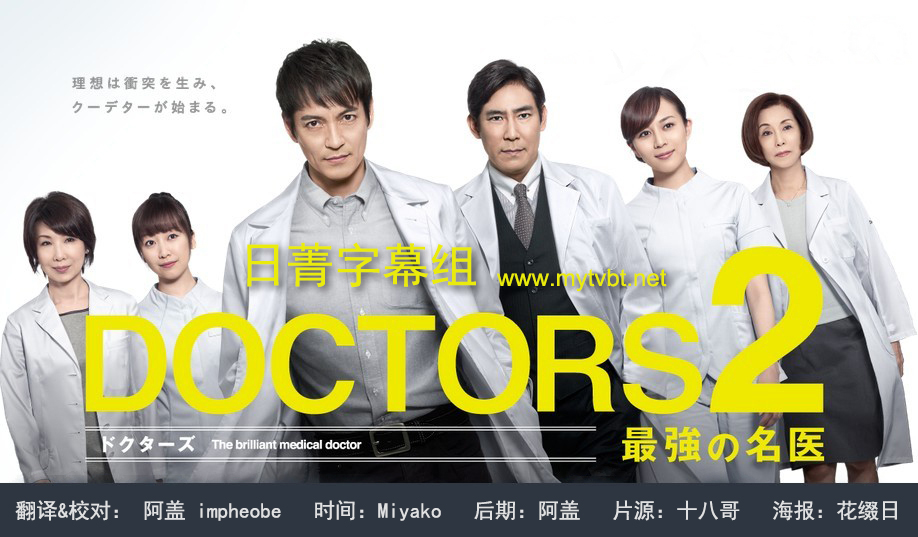 理想は衝突を生み、
クーデターが始まる。
日菁字幕组 www.mytvbt.net
DOCTORS2
ドクターズ The brilliant medical doctor
最強の名医
翻译&校对： 阿盖 impheobe 时间：Miyako 后期：阿盖 片源：十八哥 海报：花缀日